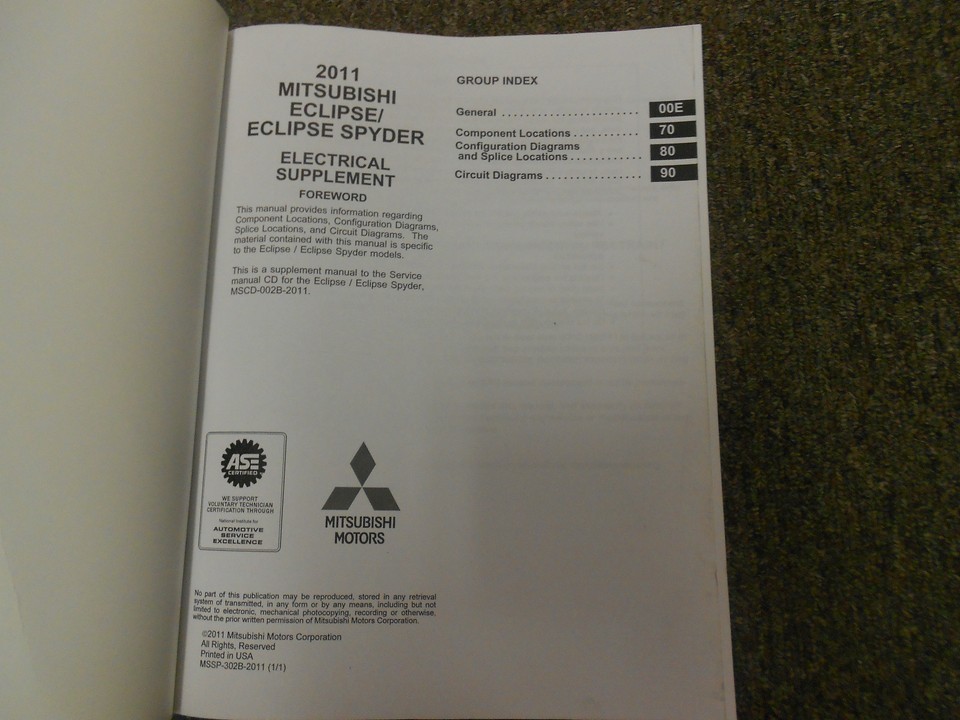 2011
MITSUBISHI
ECLIPSE/
ECLIPSE SPYDER
ELECTRICAL
SUPPLEMENT
FOREWORD
This manual provides information regarding
Component Locations, Configuration Diagrams,
Splice Locations, and Circuit Diagrams. The
material contained with this manual is specific
to the Eclipse / Eclipse Spyder models.
This is a supplement manual to the Service
manual CD for the Eclipse / Eclipse Spyder,
MSCD-002B-2011.
ASE
CERTIFIED
WE SUPPORT
VOLUNTARY TECHNICIAN
CERTIFICATION THROUGH
National Institute for
AUTOMOTIVE
SERVICE
EXCELLENCE
MITSUBISHI
MOTORS
No part of this publication may be reproduced, stored in any retrieval
system of transmitted, in any form or by any means, including but not
limited to electronic, mechanical photocopying, recording or otherwise,
without the prior written permission of Mitsubishi Motors Corporation.
©2011 Mitsubishi Motors Corporation
All Rights, Reserved
Printed in USA
MSSP-302B-2011 (1/1)
GROUP INDEX
General . . . . . . . . . . . . . . . . . . . . . . . 00E
Component Locations . . . . . . . . . . . 70
Configuration Diagrams
and Splice Locations . . . . . . . . . . . . 80
Circuit Diagrams . . . . . . . . . . . . . . . . 90